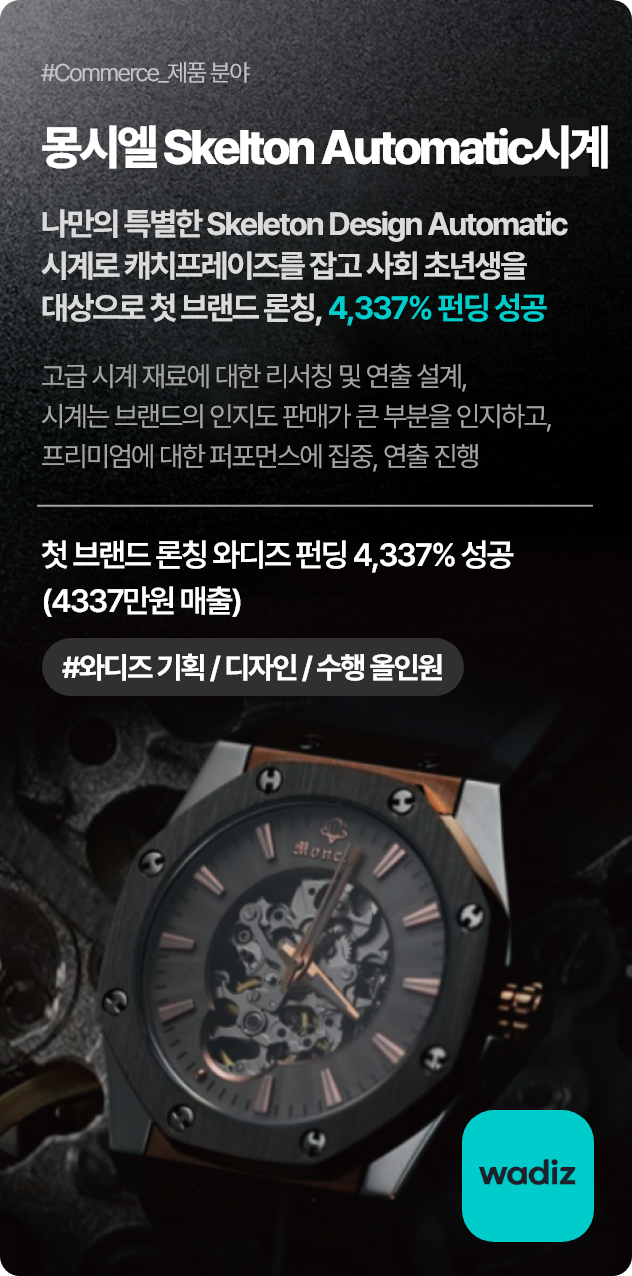 #Commerce_제품 분야
몽시엘 Skelton Automatic시계
나만의 특별한 Skeleton Design Automatic
시계로 캐치프레이즈를 잡고 사회 초년생을
대상으로 첫 브랜드 론칭, 4,337% 펀딩 성공
고급 시계 재료에 대한 리서칭 및 연출 설계,
시계는 브랜드의 인지도 판매가 큰 부분을 인지하고,
프리미엄에 대한 퍼포먼스에 집중, 연출 진행
첫 브랜드 론칭 와디즈 펀딩 4,337% 성공
(4337만원 매출)
#와디즈 기획 / 디자인 / 수행 올인원
wadiz